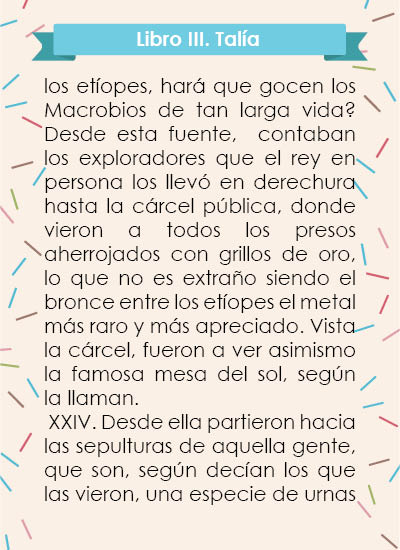 Libro III. Talía
los etíopes, hará que gocen los
Macrobios de tan larga vida?
Desde esta fuente, contaban
los exploradores que el rey en
persona los llevó en derechura
hasta la cárcel pública, donde
vieron a todos los presos
aherrojados con grillos de oro,
lo que no es extraño siendo el
bronce entre los etíopes el metal
más raro y más apreciado. Vista
la cárcel, fueron a ver asimismo
la famosa mesa del sol, según
la llaman.
XXIV. Desde ella partieron hacia
las sepulturas de aquella gente,
que son, según decían los que
las vieron, una especie de urnas